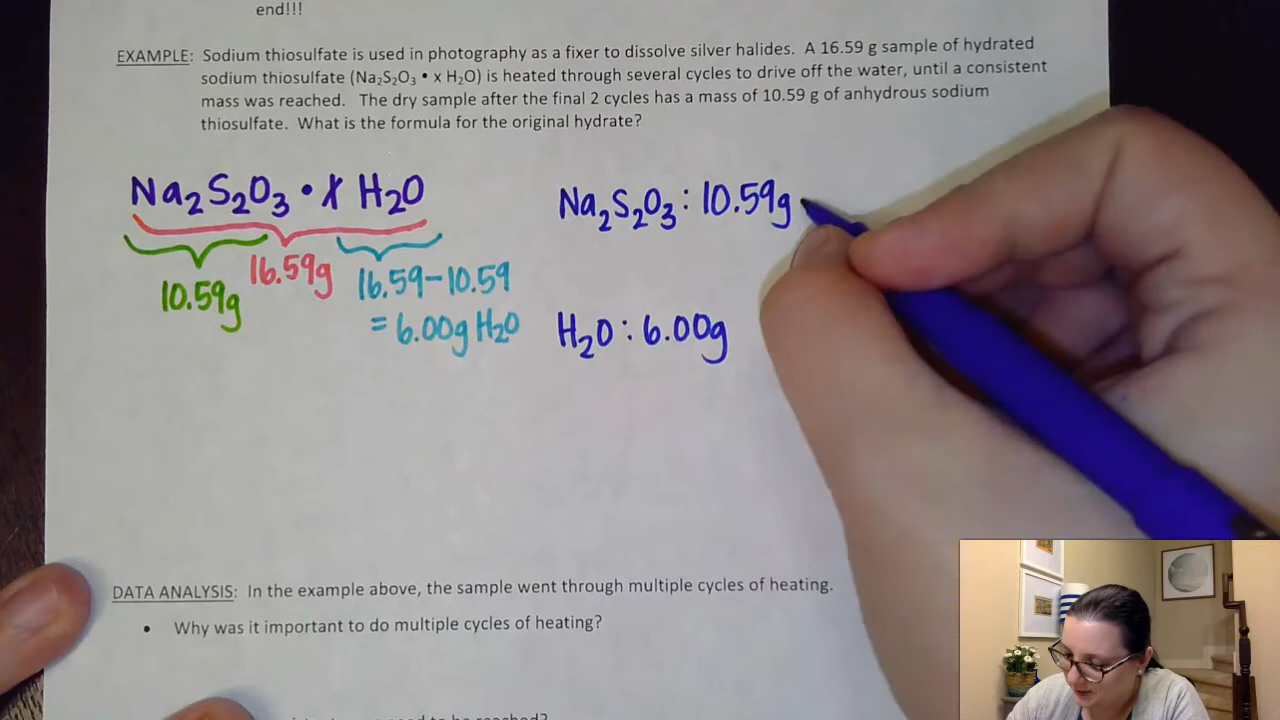 end!!!
EXAMPLE: Sodium thiosulfate is used in photography as a fixer to dissolve silver halides. A 16.59 g sample of hydrated
sodium thiosulfate (Na₂S₂O₃ • x H₂O) is heated through several cycles to drive off the water, until a consistent
mass was reached. The dry sample after the final 2 cycles has a mass of 10.59 g of anhydrous sodium
thiosulfate. What is the formula for the original hydrate?
Na₂S₂O₃ • x H₂O
16.59g
10.59g
16.59-10.59
= 6.00g H₂O
Na₂S₂O₃ : 10.59g
H₂O : 6.00g
DATA ANALYSIS: In the example above, the sample went through multiple cycles of heating.
• Why was it important to do multiple cycles of heating?